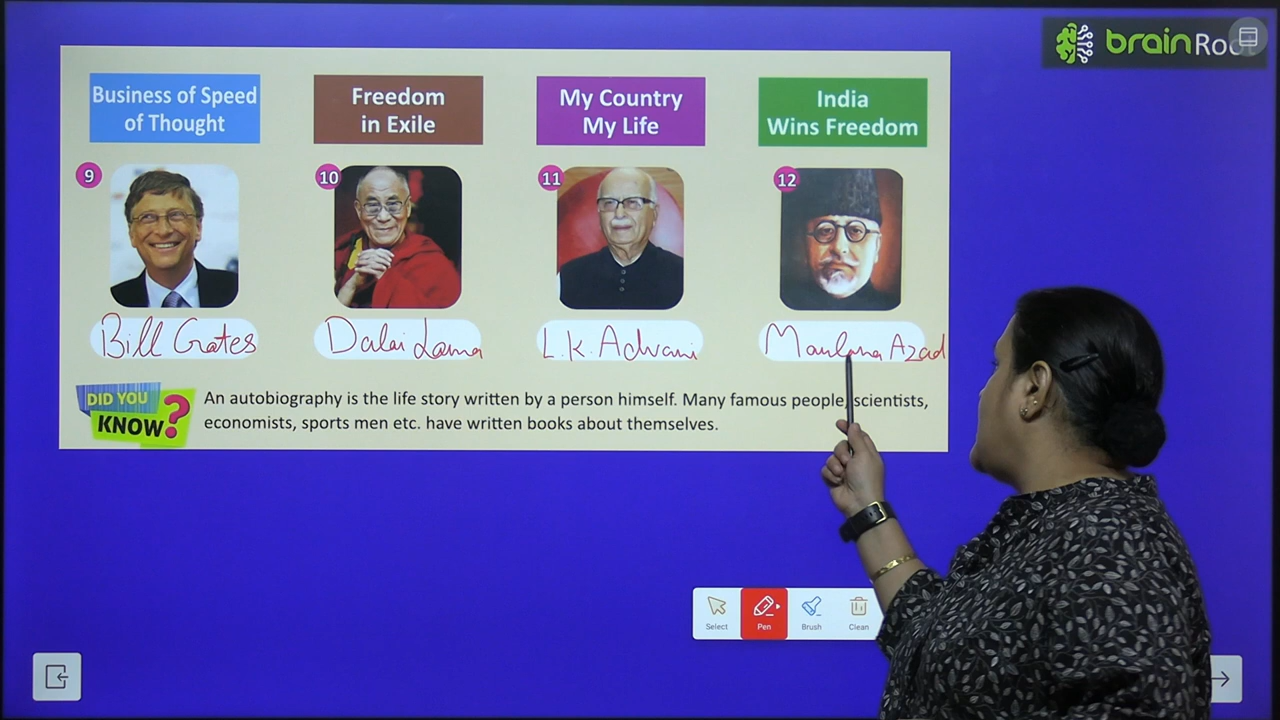 brainRoo
Business of Speed
of Thought
Freedom
in Exile
My Country
My Life
India
Wins Freedom
9
10
11
12
Bill Gates
Dalai Lama
L.K. Advani
Maulana Azad
DID YOU
KNOW?
An autobiography is the life story written by a person himself. Many famous people, scientists,
economists, sports men etc. have written books about themselves.
Select
Pen
Brush
Clean